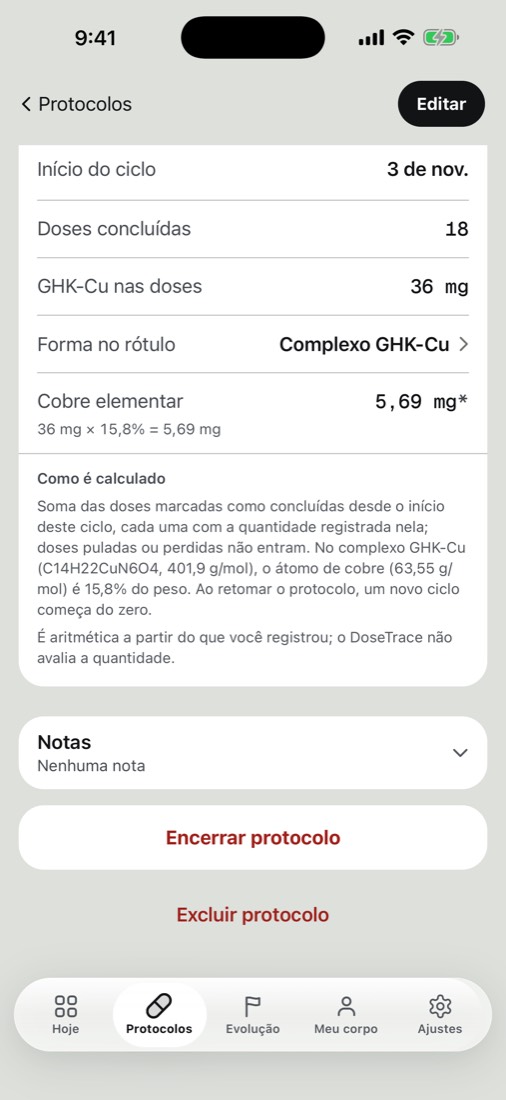 9:41
Protocolos
Editar
Início do ciclo
3 de nov.
Doses concluídas
18
GHK-Cu nas doses
36 mg
Forma no rótulo
Complexo GHK-Cu
Cobre elementar
5,69 mg*
36 mg × 15,8% = 5,69 mg
Como é calculado
Soma das doses marcadas como concluídas desde o início
deste ciclo, cada uma com a quantidade registrada nela;
doses puladas ou perdidas não entram. No complexo GHK-Cu
(C14H22CuN6O4, 401,9 g/mol), o átomo de cobre (63,55 g/
mol) é 15,8% do peso. Ao retomar o protocolo, um novo ciclo
começa do zero.
É aritmética a partir do que você registrou; o DoseTrace não
avalia a quantidade.
Notas
Nenhuma nota
Encerrar protocolo
Excluir protocolo
Hoje
Protocolos
Evolução
Meu corpo
Ajustes